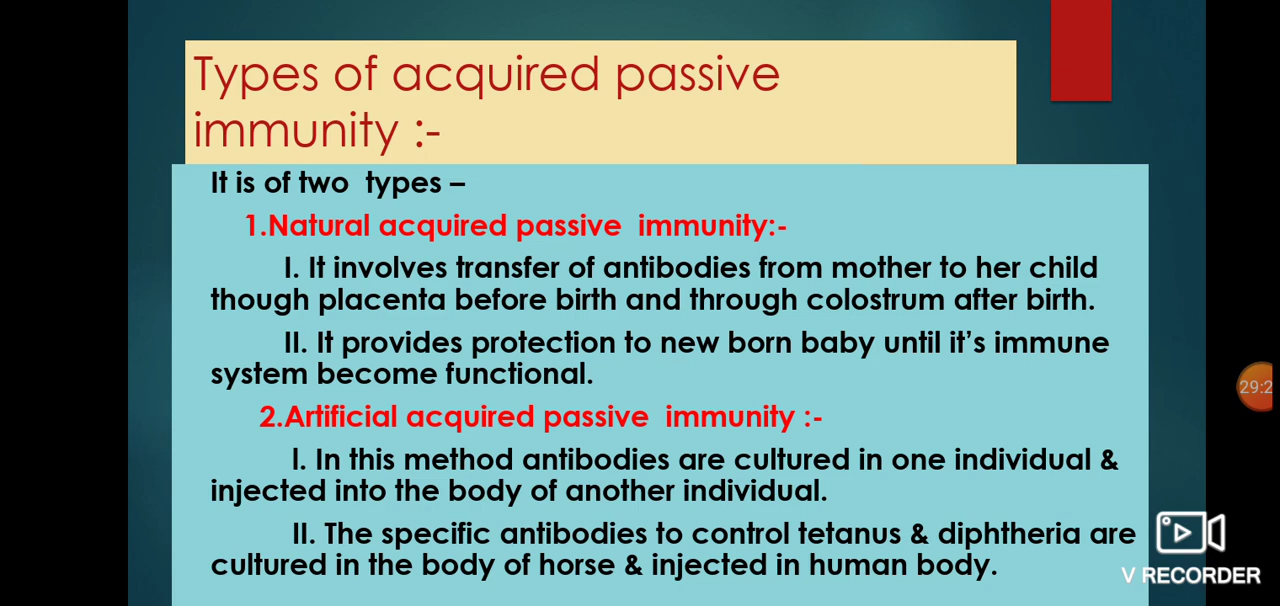 Types of acquired passive
immunity :-
It is of two types –
1.Natural acquired passive immunity:-
I. It involves transfer of antibodies from mother to her child
though placenta before birth and through colostrum after birth.
II. It provides protection to new born baby until it’s immune
system become functional.
2.Artificial acquired passive immunity :-
I. In this method antibodies are cultured in one individual &
injected into the body of another individual.
II. The specific antibodies to control tetanus & diphtheria are
cultured in the body of horse & injected in human body.
29:2
V RECORDER